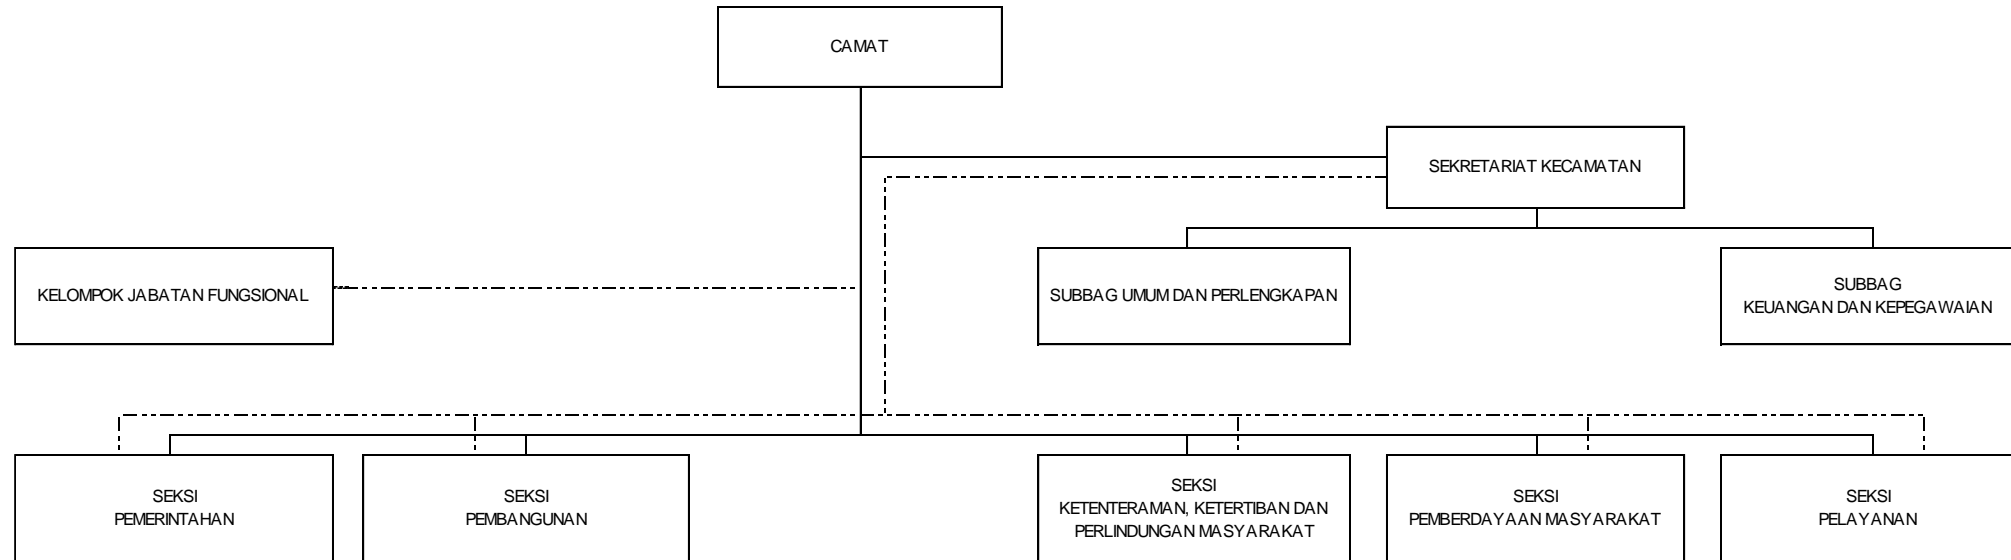 CAMAT
SEKRETARIAT KECAMATAN
KELOMPOK JABATAN FUNGSIONAL
SUBBAG UMUM DAN PERLENGKAPAN
SUBBAG
KEUANGAN DAN KEPEGAWAIAN
SEKSI
PEMERINTAHAN
SEKSI
PEMBANGUNAN
SEKSI
KETENTERAMAN, KETERTIBAN DAN
PERLINDUNGAN MASYARAKAT
SEKSI
PEMBERDAYAAN MASYARAKAT
SEKSI
PELAYANAN